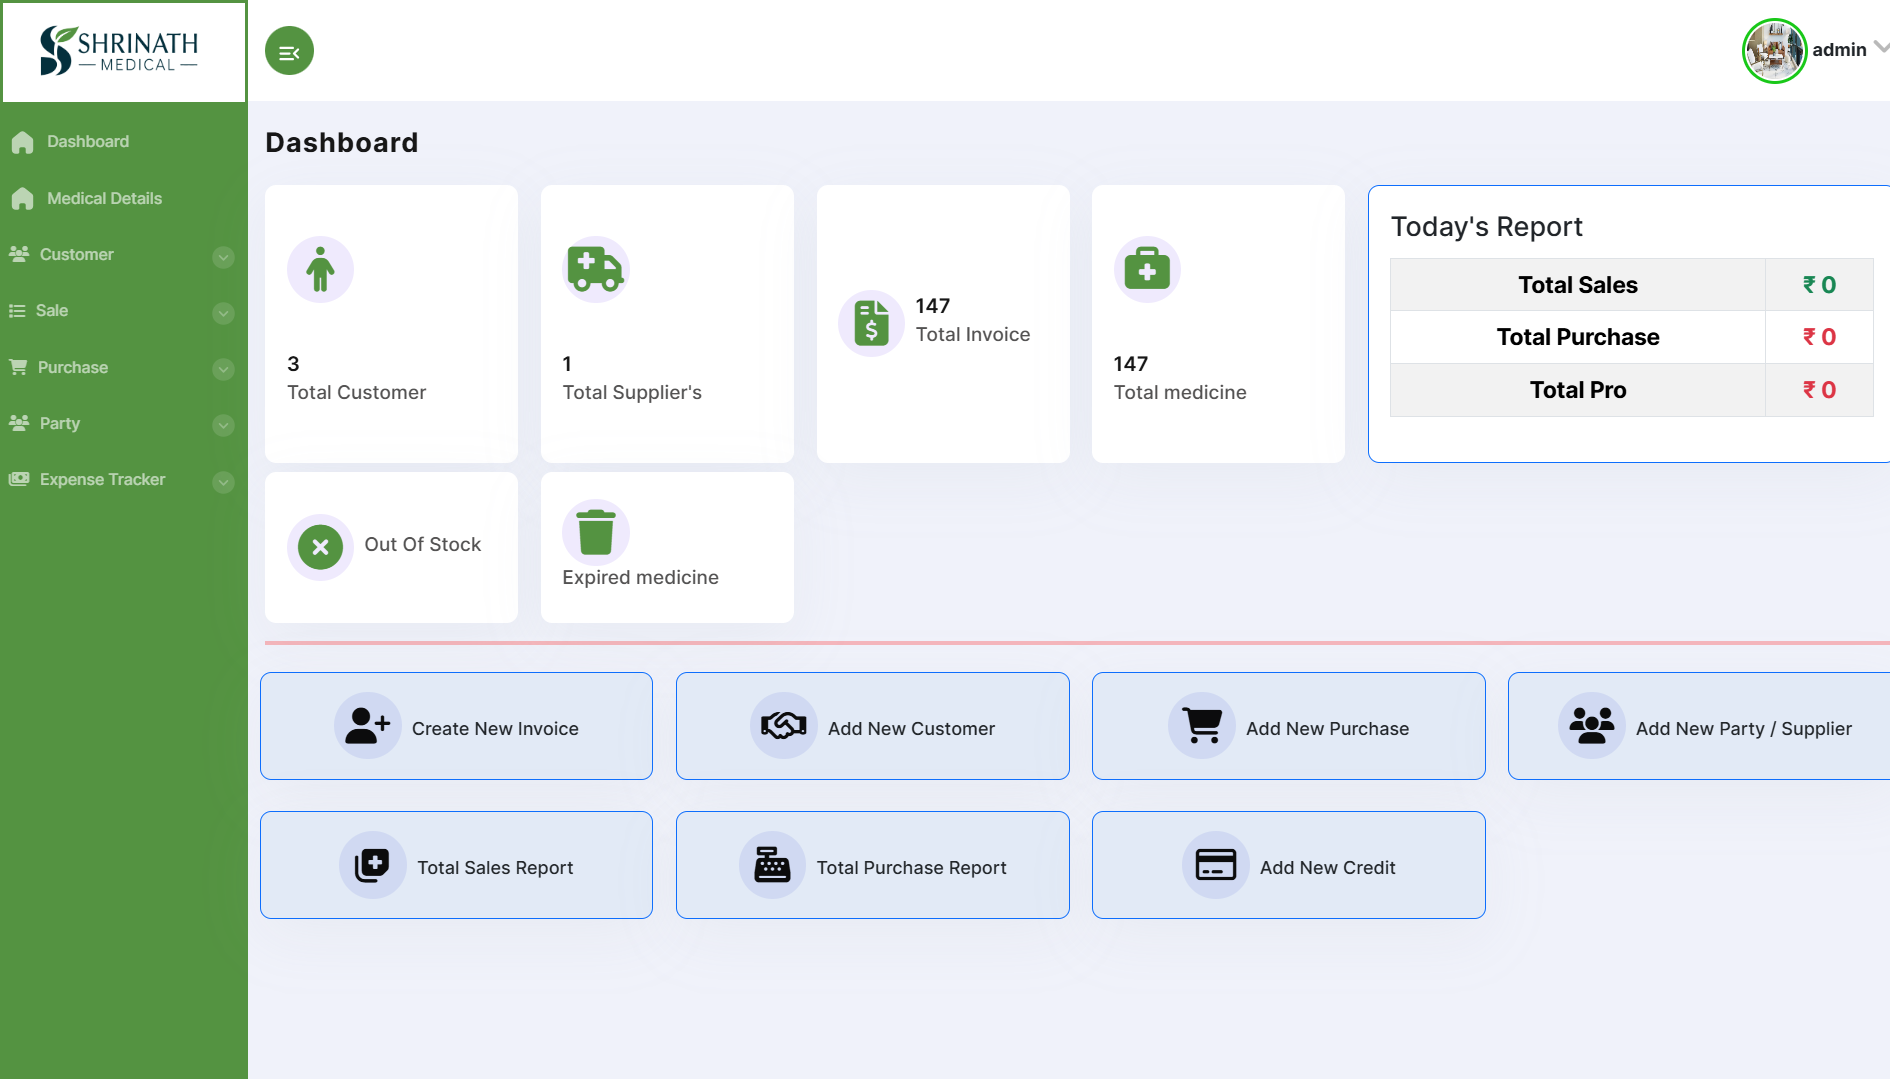 SHRINATH
MEDICAL
admin
Dashboard
Medical Details
Customer
Sale
Purchase
Party
Expense Tracker
Dashboard
3
Total Customer
1
Total Supplier's
147
Total Invoice
147
Total medicine
Today's Report
Total Sales ₹ 0
Total Purchase ₹ 0
Total Pro ₹ 0
Out Of Stock
Expired medicine
Create New Invoice
Add New Customer
Add New Purchase
Add New Party / Supplier
Total Sales Report
Total Purchase Report
Add New Credit